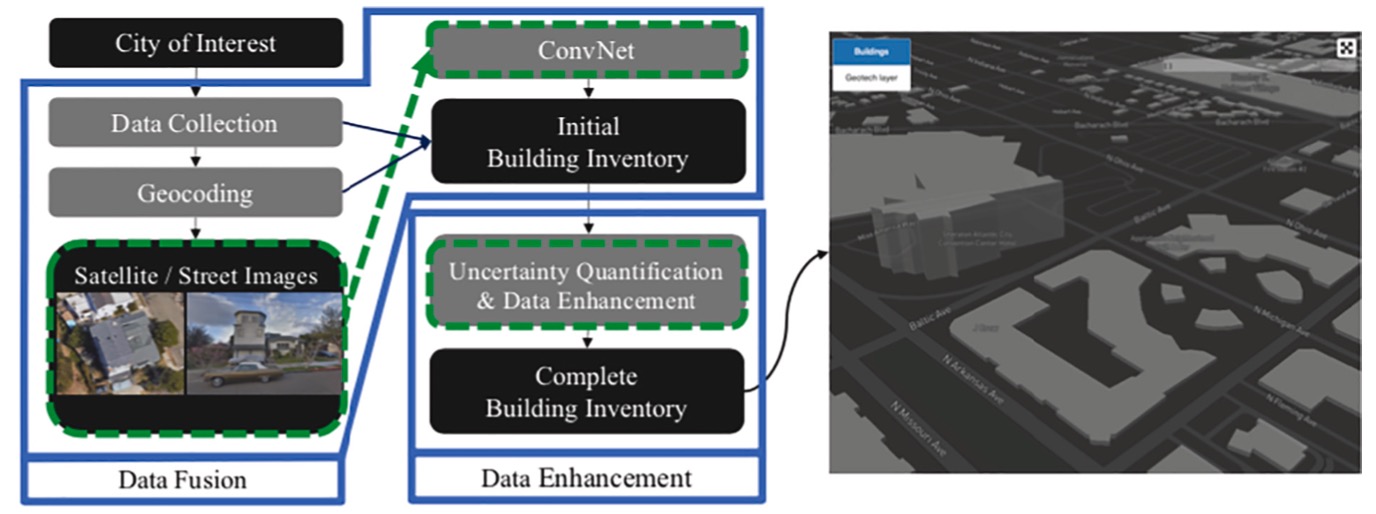 City of Interest
Data Collection
Geocoding
Satellite / Street Images
Data Fusion
ConvNet
Initial
Building Inventory
Uncertainty Quantification
& Data Enhancement
Complete
Building Inventory
Data Enhancement
Buildings
Geotech layer
Bacharach Blvd
Bacharach Blvd
N Ohio Ave
Baltic Ave
N Ohio Ave
N Michigan Ave
Baltic Ave
N Arkansas Ave
N Missouri Ave
N Fleming Ave